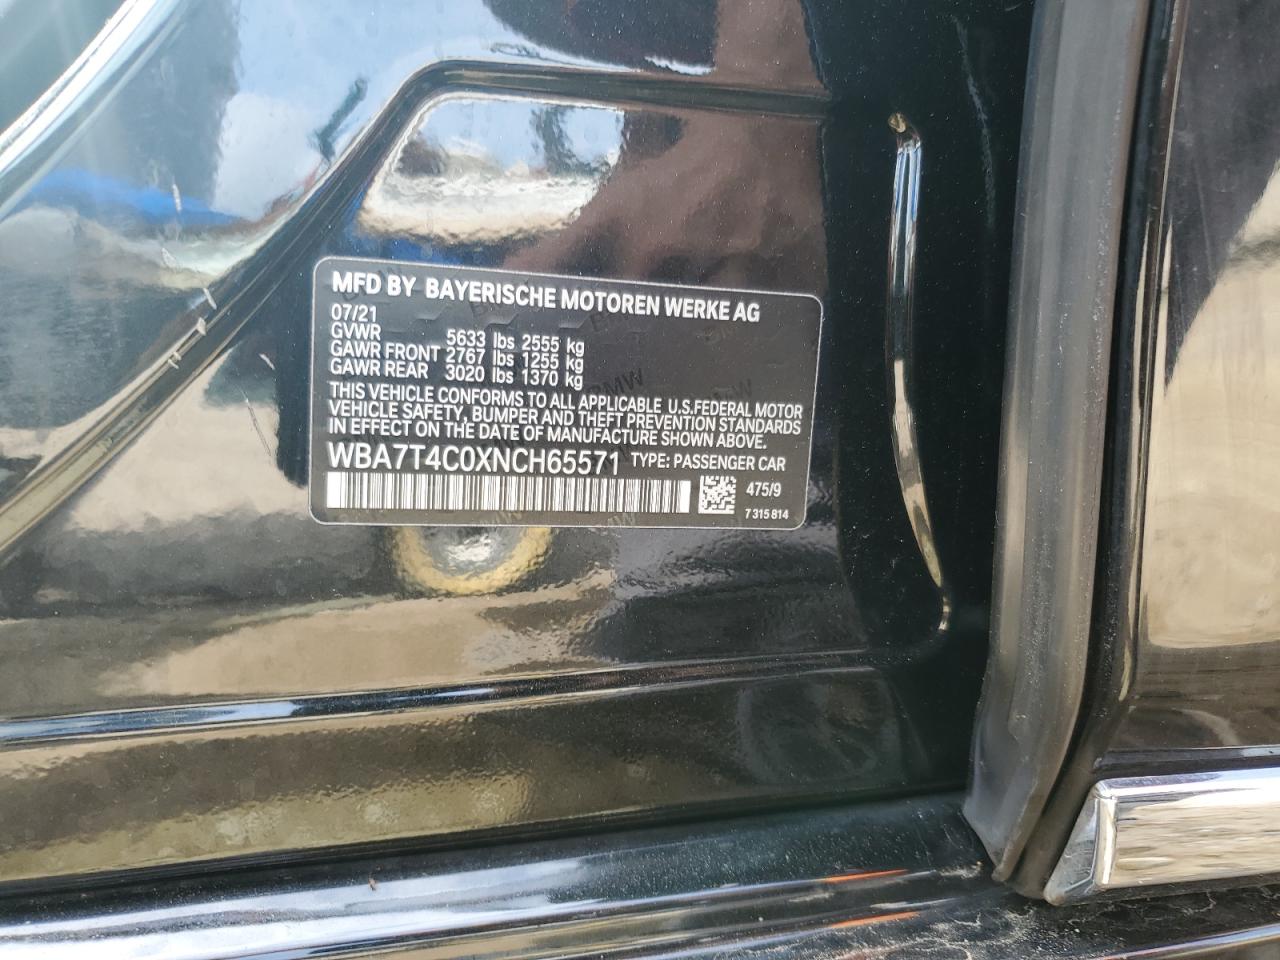 MFD BY BAYERISCHE MOTOREN WERKE AG
07/21
GVWR 5633 lbs 2555 kg
GAWR FRONT 2767 lbs 1255 kg
GAWR REAR 3020 lbs 1370 kg
THIS VEHICLE CONFORMS TO ALL APPLICABLE U.S.FEDERAL MOTOR
VEHICLE SAFETY, BUMPER AND THEFT PREVENTION STANDARDS
IN EFFECT ON THE DATE OF MANUFACTURE SHOWN ABOVE.
WBA7T4C0XNCH65571 TYPE: PASSENGER CAR
475/9
7 315 814